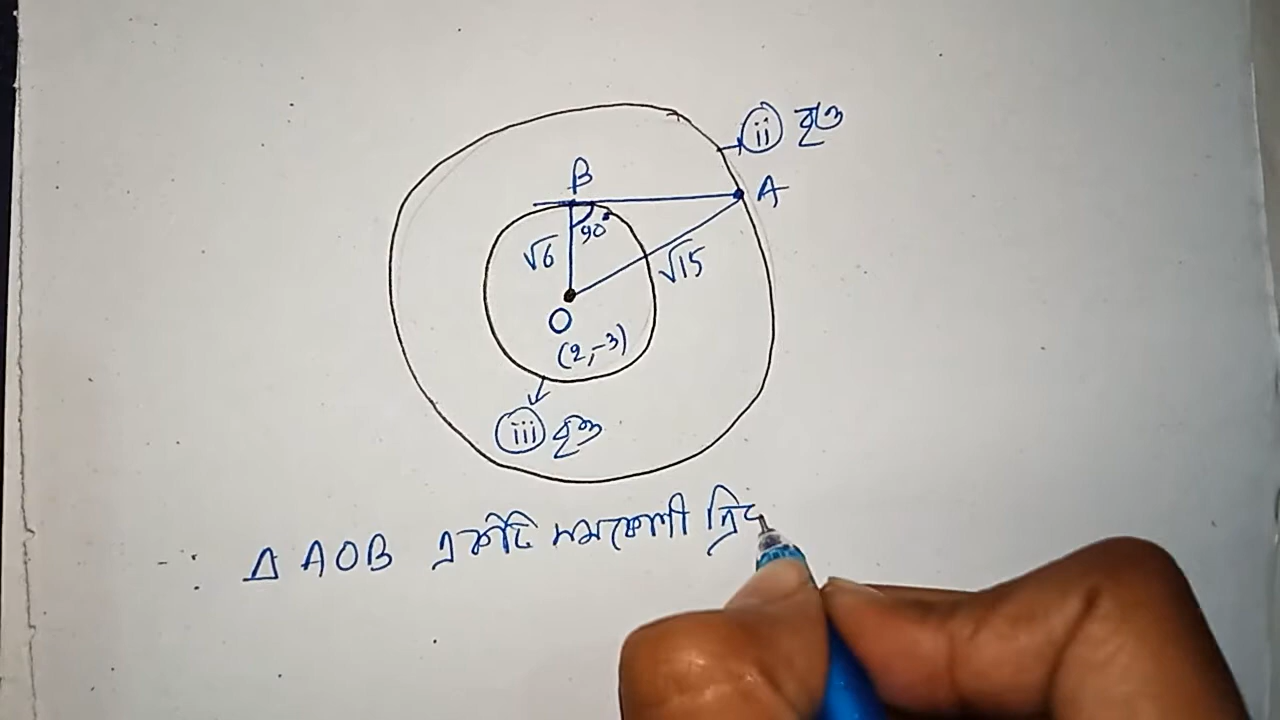 ii বৃত্ত
B
A
90°
√6
√15
O
(2,-3)
iii বৃত্ত
∴ Δ AOB একটি সমকোণী ত্রি